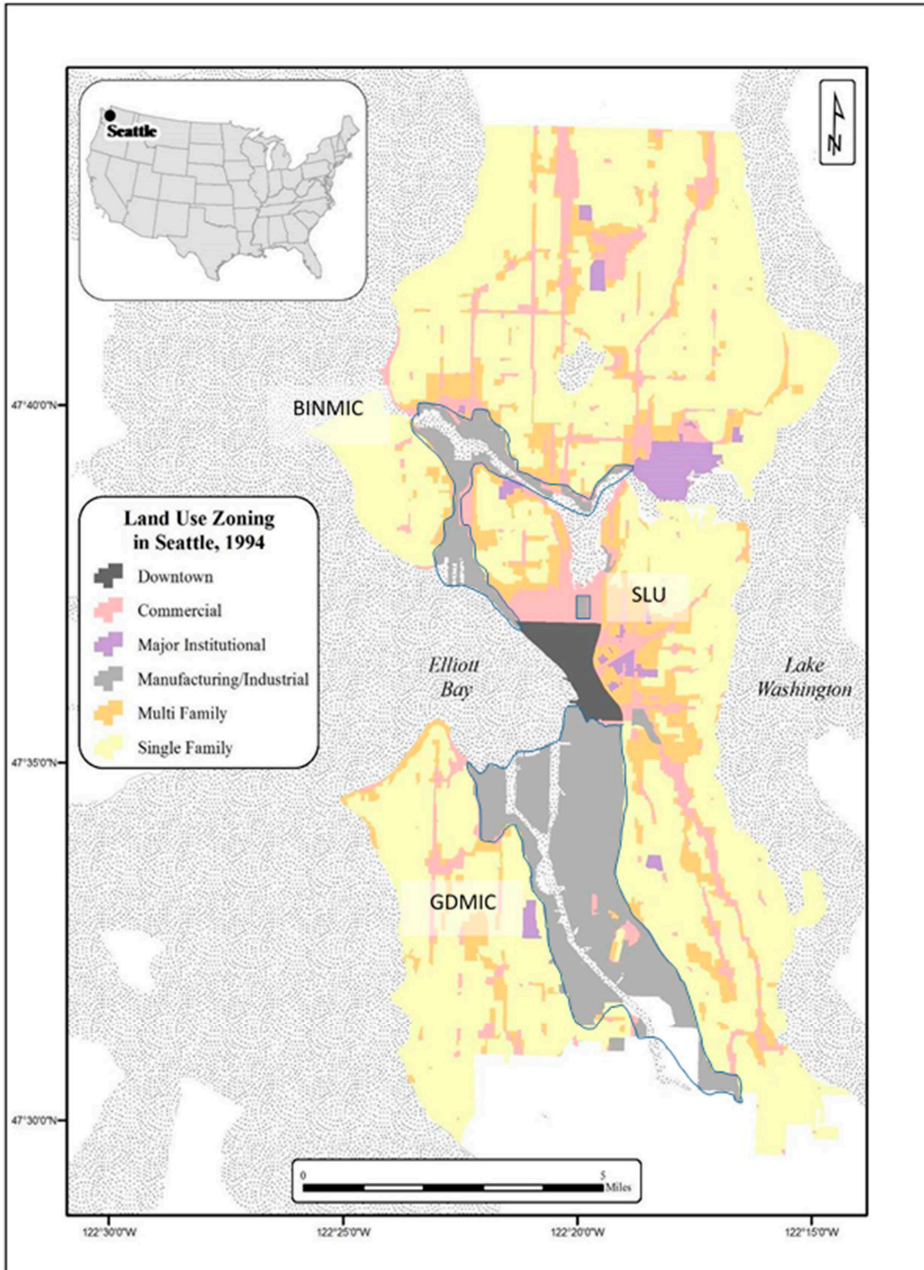 Seattle
N
BINMIC
47°40'0"N
Land Use Zoning
in Seattle, 1994
Downtown
Commercial
Major Institutional
Manufacturing/Industrial
Multi Family
Single Family
SLU
Elliott
Bay
Lake
Washington
47°35'0"N
GDMIC
47°30'0"N
0
5
Miles
122°30'0"W
122°25'0"W
122°20'0"W
122°15'0"W